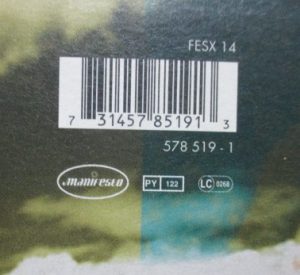 FESX 14
7 31457 85191 3
578 519 - 1
manifesto PY 122 LC 0268